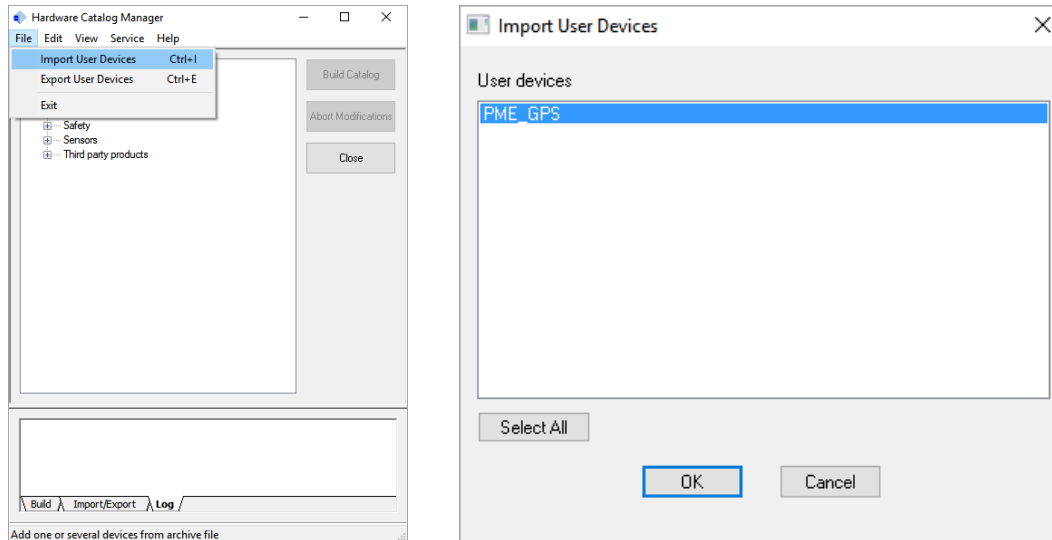 Hardware Catalog Manager
File Edit View Service Help
Import User Devices Ctrl+I
Export User Devices Ctrl+E
Exit
Safety
Sensors
Third party products
Build Catalog
Abort Modifications
Close
Build Import/Export Log
Add one or several devices from archive file
Import User Devices
User devices
PME_GPS
Select All
OK Cancel